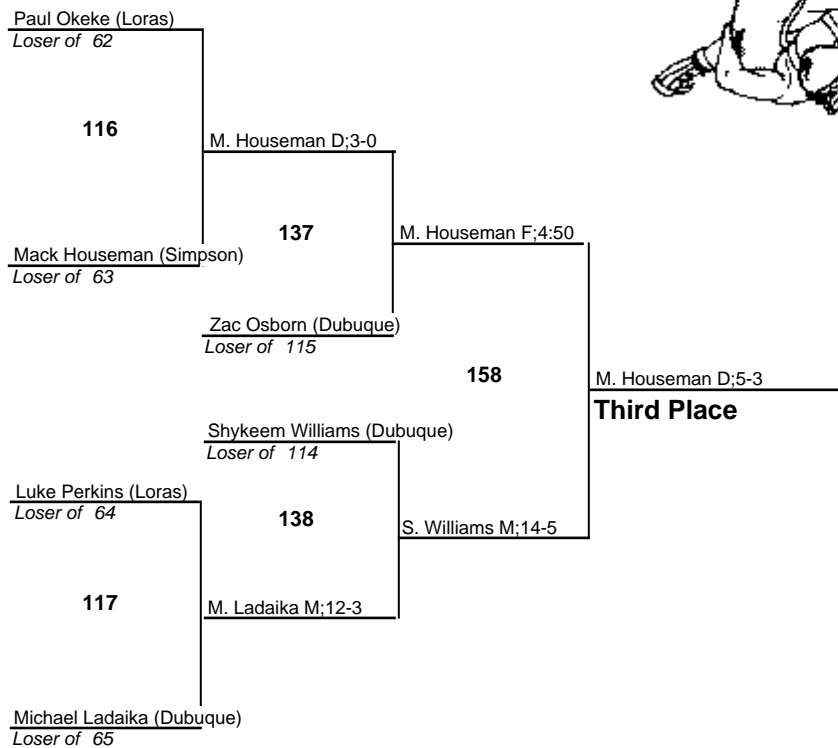 Paul Okeke (Loras)
Loser of 62
116
M. Houseman D;3-0
Mack Houseman (Simpson)
Loser of 63
137
M. Houseman F;4:50
Zac Osborn (Dubuque)
Loser of 115
158
M. Houseman D;5-3
Third Place
Shykeem Williams (Dubuque)
Loser of 114
Luke Perkins (Loras)
Loser of 64
138
S. Williams M;14-5
117
M. Ladaika M;12-3
Michael Ladaika (Dubuque)
Loser of 65